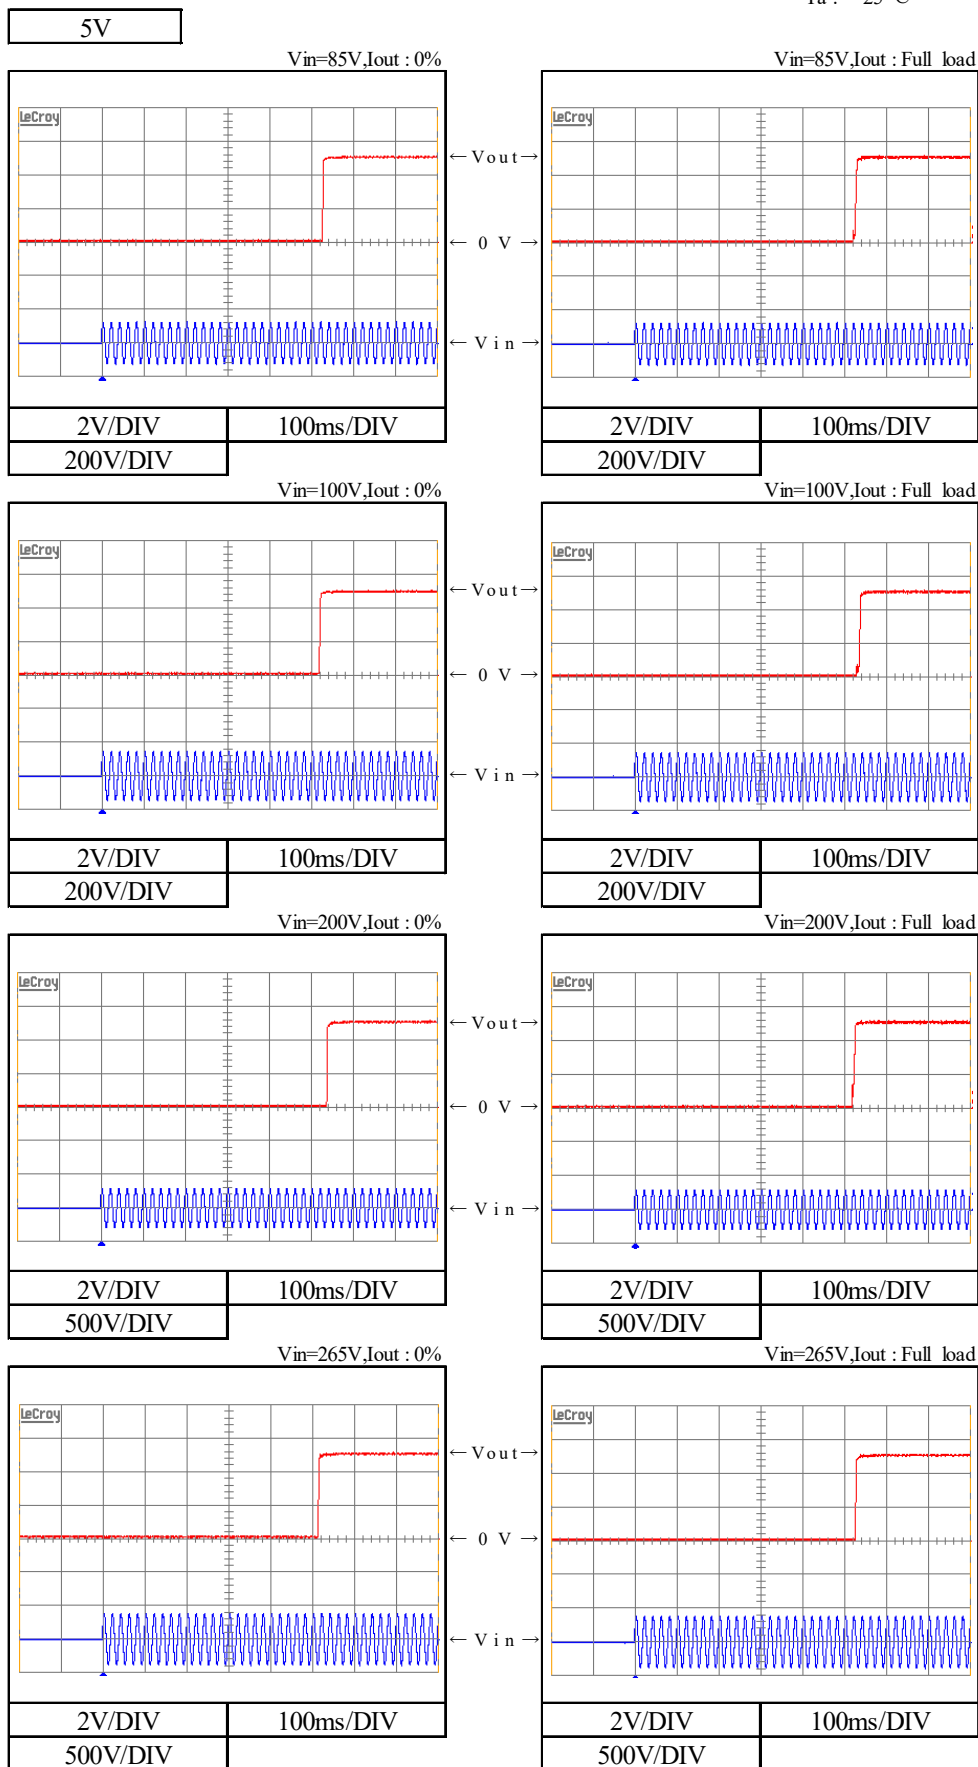 5V
Vin=85V,Iout : 0% Vin=85V,Iout : Full load
LeCroy LeCroy
←Vout→
← 0 V →
← Vin →
2V/DIV 100ms/DIV 2V/DIV 100ms/DIV
200V/DIV 200V/DIV
Vin=100V,Iout : 0% Vin=100V,Iout : Full load
LeCroy LeCroy
←Vout→
← 0 V →
← Vin →
2V/DIV 100ms/DIV 2V/DIV 100ms/DIV
200V/DIV 200V/DIV
Vin=200V,Iout : 0% Vin=200V,Iout : Full load
LeCroy LeCroy
←Vout→
← 0 V →
← Vin →
2V/DIV 100ms/DIV 2V/DIV 100ms/DIV
500V/DIV 500V/DIV
Vin=265V,Iout : 0% Vin=265V,Iout : Full load
LeCroy LeCroy
←Vout→
← 0 V →
← Vin →
2V/DIV 100ms/DIV 2V/DIV 100ms/DIV
500V/DIV 500V/DIV